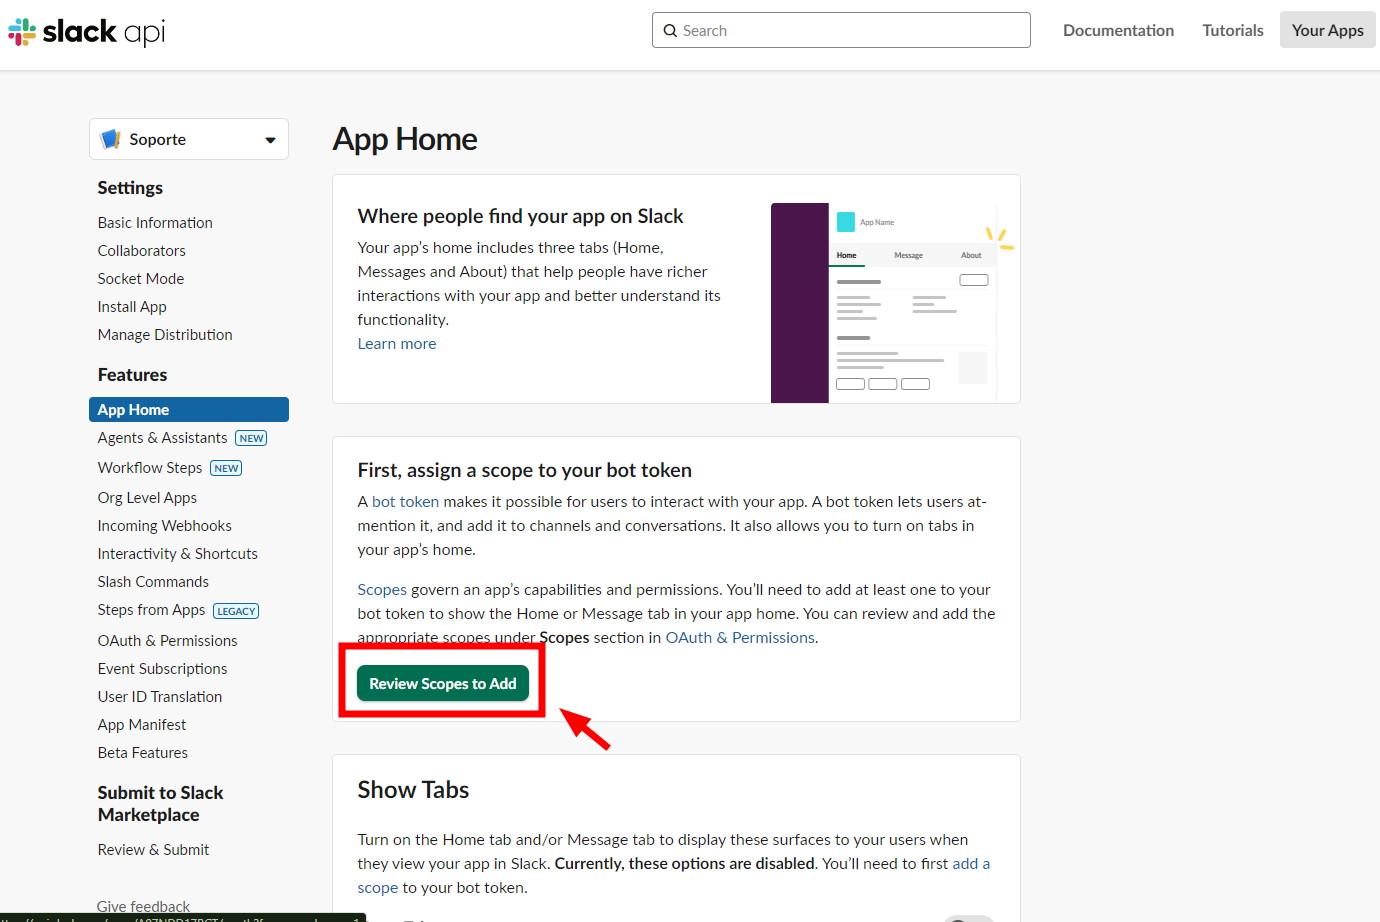 slack api
Search
Documentation
Tutorials
Your Apps
Soporte
Settings
Basic Information
Collaborators
Socket Mode
Install App
Manage Distribution
Features
App Home
Agents & Assistants NEW
Workflow Steps NEW
Org Level Apps
Incoming Webhooks
Interactivity & Shortcuts
Slash Commands
Steps from Apps LEGACY
OAuth & Permissions
Event Subscriptions
User ID Translation
App Manifest
Beta Features
Submit to Slack
Marketplace
Review & Submit
Give feedback
App Home
Where people find your app on Slack
Your app’s home includes three tabs (Home,
Messages and About) that help people have richer
interactions with your app and better understand its
functionality.
Learn more
App Name
Home Message About
First, assign a scope to your bot token
A bot token makes it possible for users to interact with your app. A bot token lets users at-
mention it, and add it to channels and conversations. It also allows you to turn on tabs in
your app’s home.
Scopes govern an app’s capabilities and permissions. You’ll need to add at least one to your
bot token to show the Home or Message tab in your app home. You can review and add the
appropriate scopes under Scopes section in OAuth & Permissions.
Review Scopes to Add
Show Tabs
Turn on the Home tab and/or Message tab to display these surfaces to your users when
they view your app in Slack. Currently, these options are disabled. You’ll need to first add a
scope to your bot token.